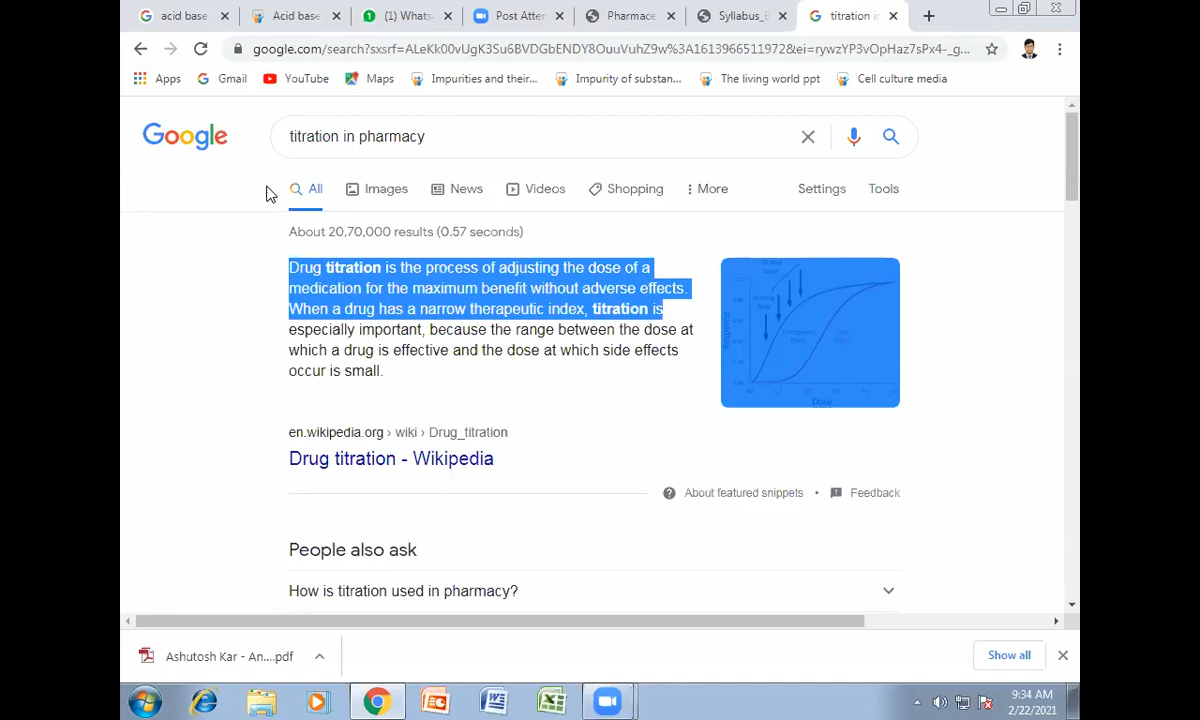 acid base
Acid base
(1) Whats
Post Atter
Pharmace
Syllabus_B
titration in
google.com/search?sxsrf=ALeKk00vUgK3Su6BVDGbENDY8OuuVuhZ9w%3A1613966511972&ei=rywzYP3vOpHaz7sPx4-_g...
Apps
Gmail
YouTube
Maps
Impurities and their...
Impurity of substan...
The living world ppt
Cell culture media
Google
titration in pharmacy
All
Images
News
Videos
Shopping
More
Settings
Tools
About 20,70,000 results (0.57 seconds)
Drug titration is the process of adjusting the dose of a
medication for the maximum benefit without adverse effects.
When a drug has a narrow therapeutic index, titration is
especially important, because the range between the dose at
which a drug is effective and the dose at which side effects
occur is small.
Response
Dose
en.wikipedia.org › wiki › Drug_titration
Drug titration - Wikipedia
About featured snippets • Feedback
People also ask
How is titration used in pharmacy?
Ashutosh Kar - An....pdf
Show all
9:34 AM
2/22/2021